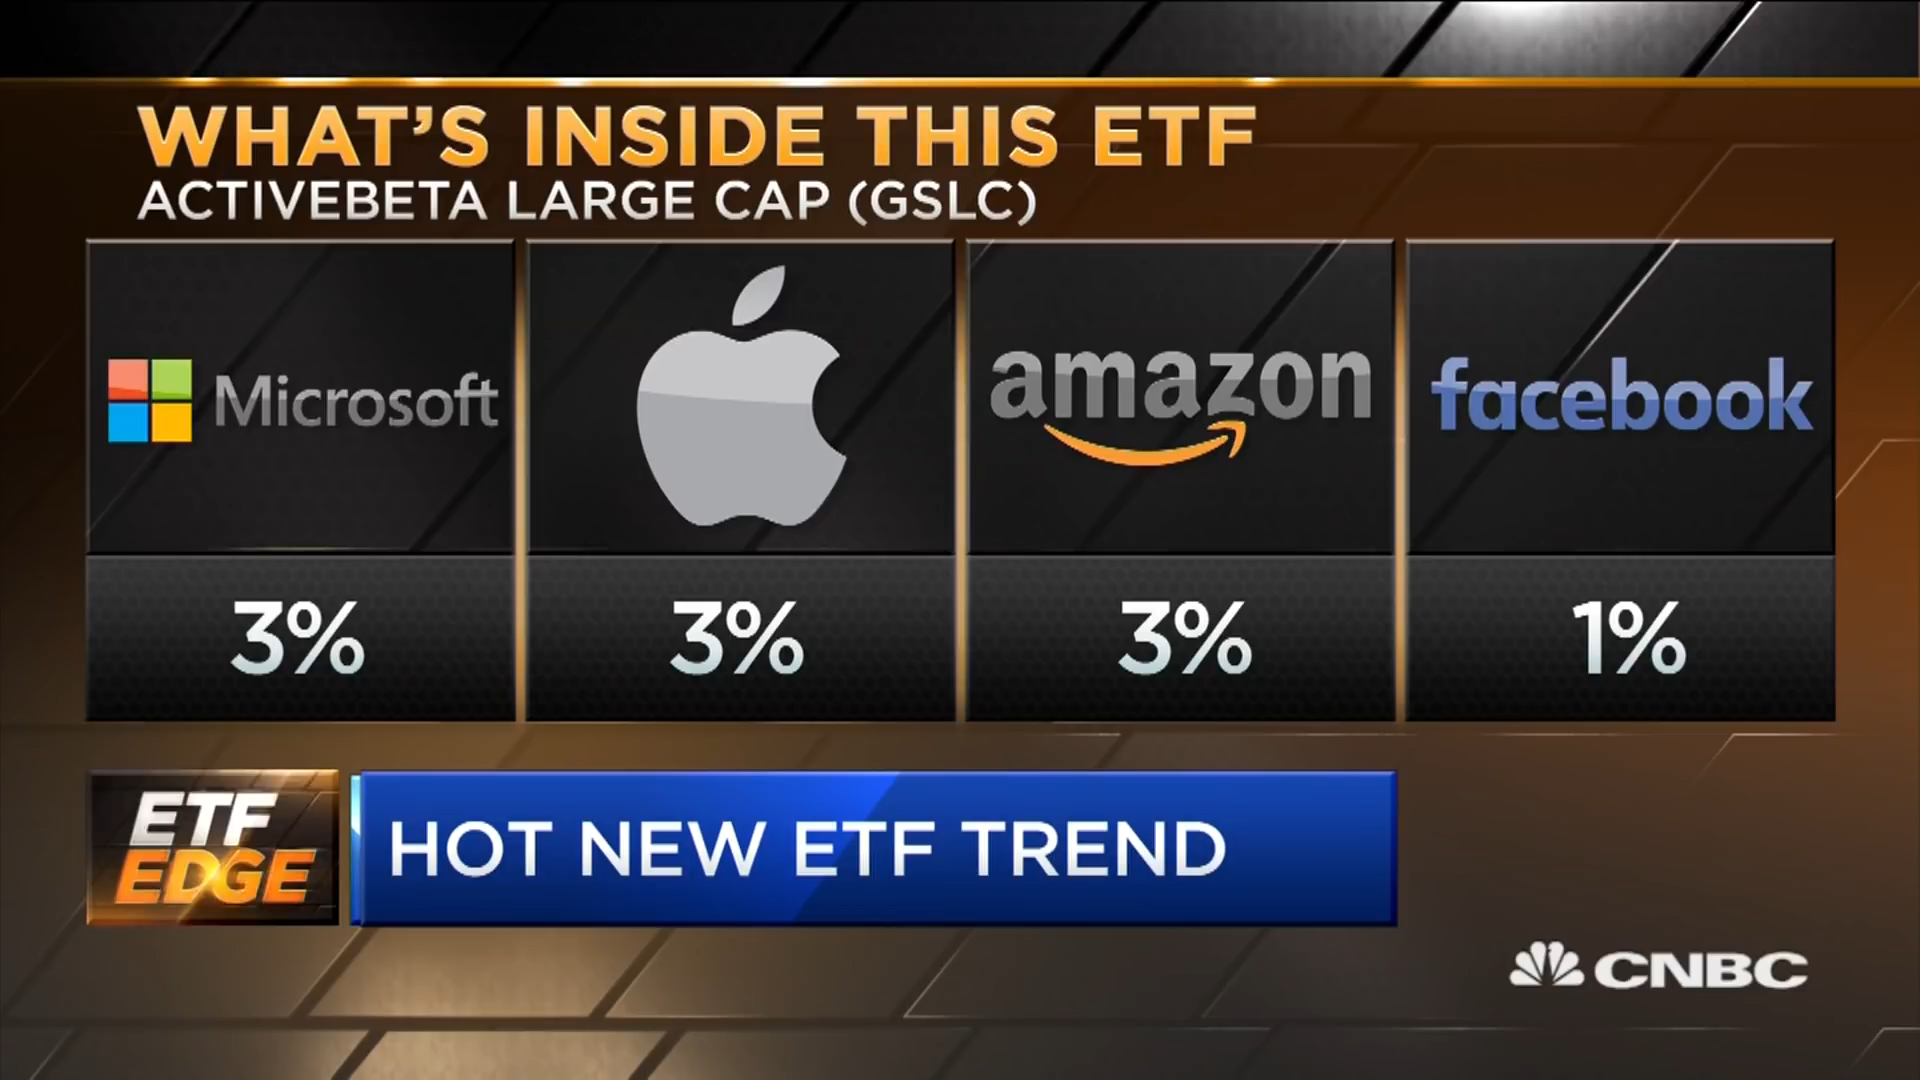 WHAT'S INSIDE THIS ETF
ACTIVEBETA LARGE CAP (GSLC)
Microsoft
amazon
facebook
3%
3%
3%
1%
ETF
EDGE
HOT NEW ETF TREND
CNBC